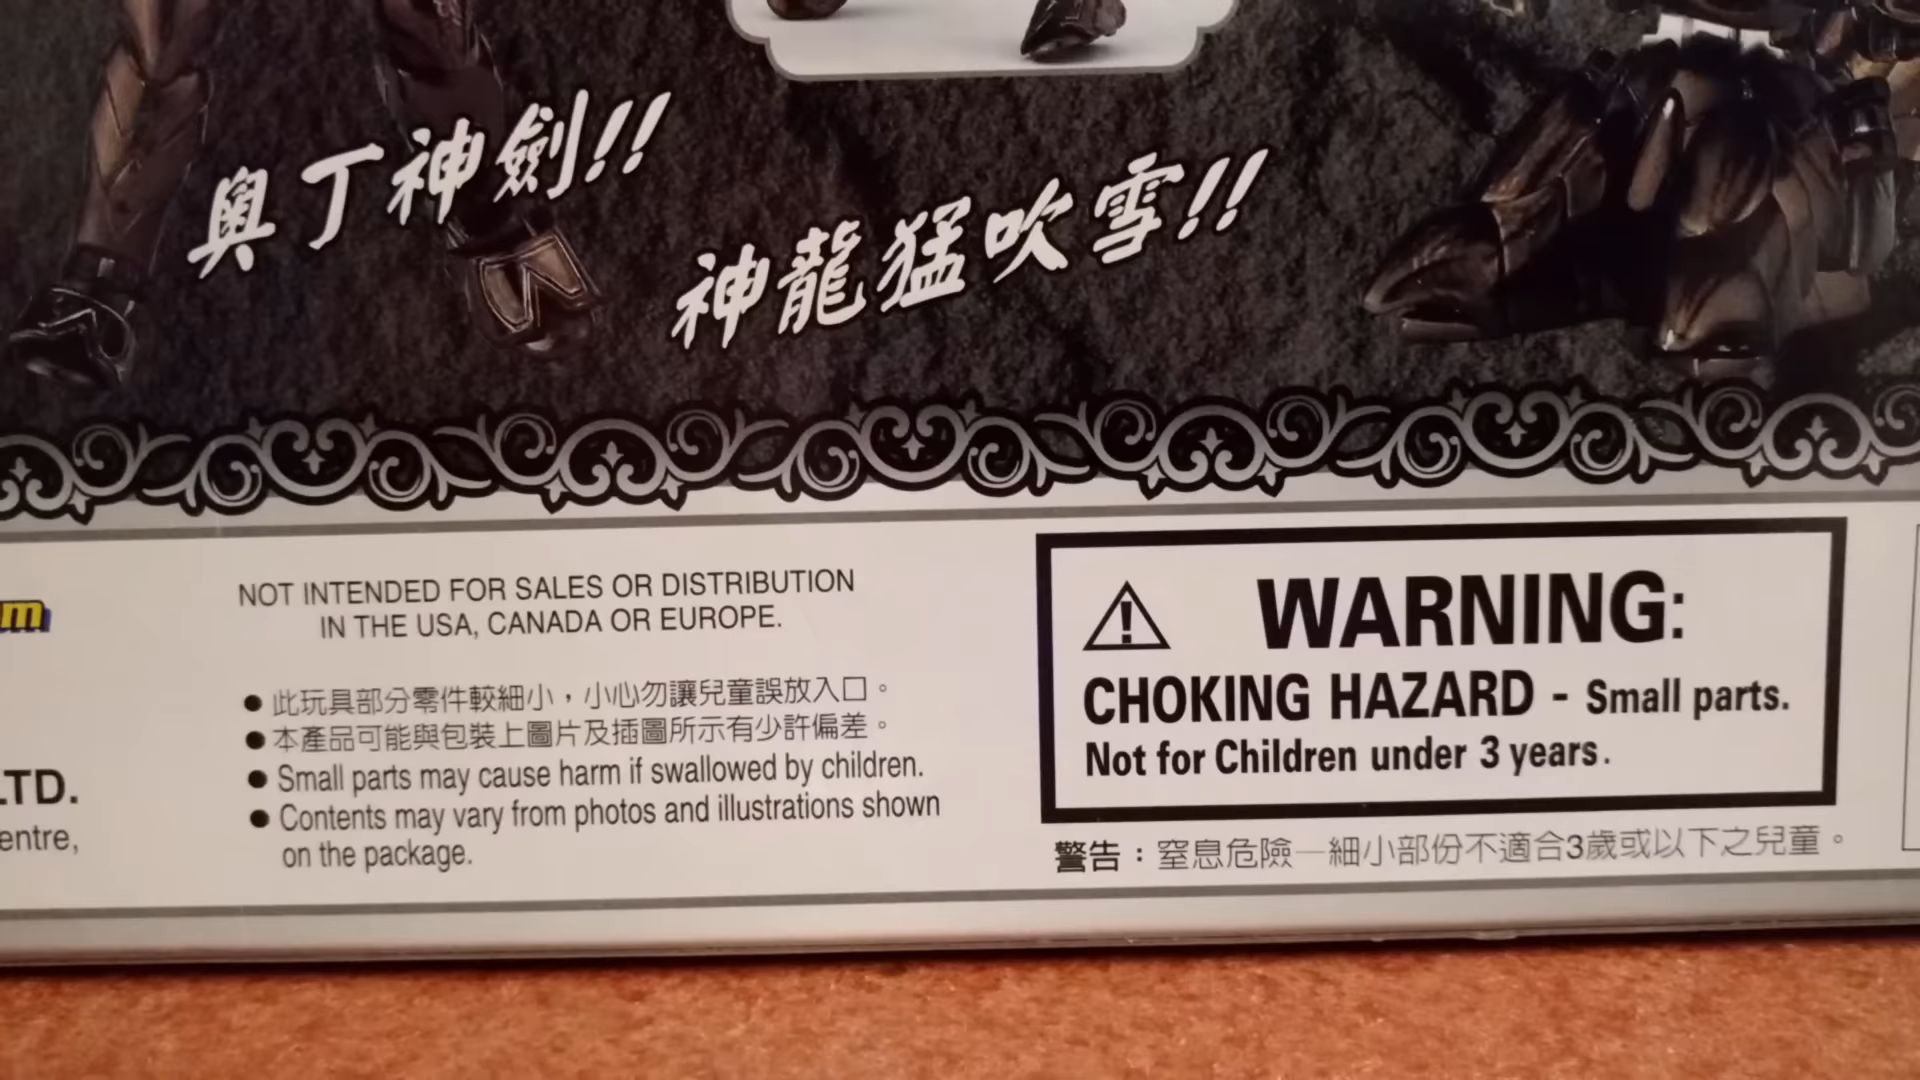 奧丁神劍!!
神龍猛吹雪!!
m
NOT INTENDED FOR SALES OR DISTRIBUTION
IN THE USA, CANADA OR EUROPE.
● 此玩具部分零件較細小，小心勿讓兒童誤放入口。
● 本產品可能與包裝上圖片及插圖所示有少許偏差。
● Small parts may cause harm if swallowed by children.
● Contents may vary from photos and illustrations shown
on the package.
LTD.
entre,
WARNING:
CHOKING HAZARD - Small parts.
Not for Children under 3 years.
警告：窒息危險—細小部份不適合3歲或以下之兒童。